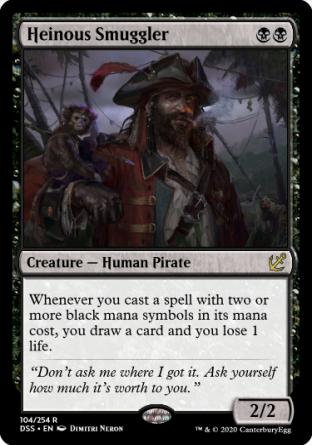 Heinous Smuggler
Creature — Human Pirate
Whenever you cast a spell with two or
more black mana symbols in its mana
cost, you draw a card and you lose 1
life.
“Don’t ask me where I got it. Ask yourself
how much it’s worth to you.”
2/2
104/254 R
DSS • EN Dimitri Neron
™ & © 2020 CanterburyEgg